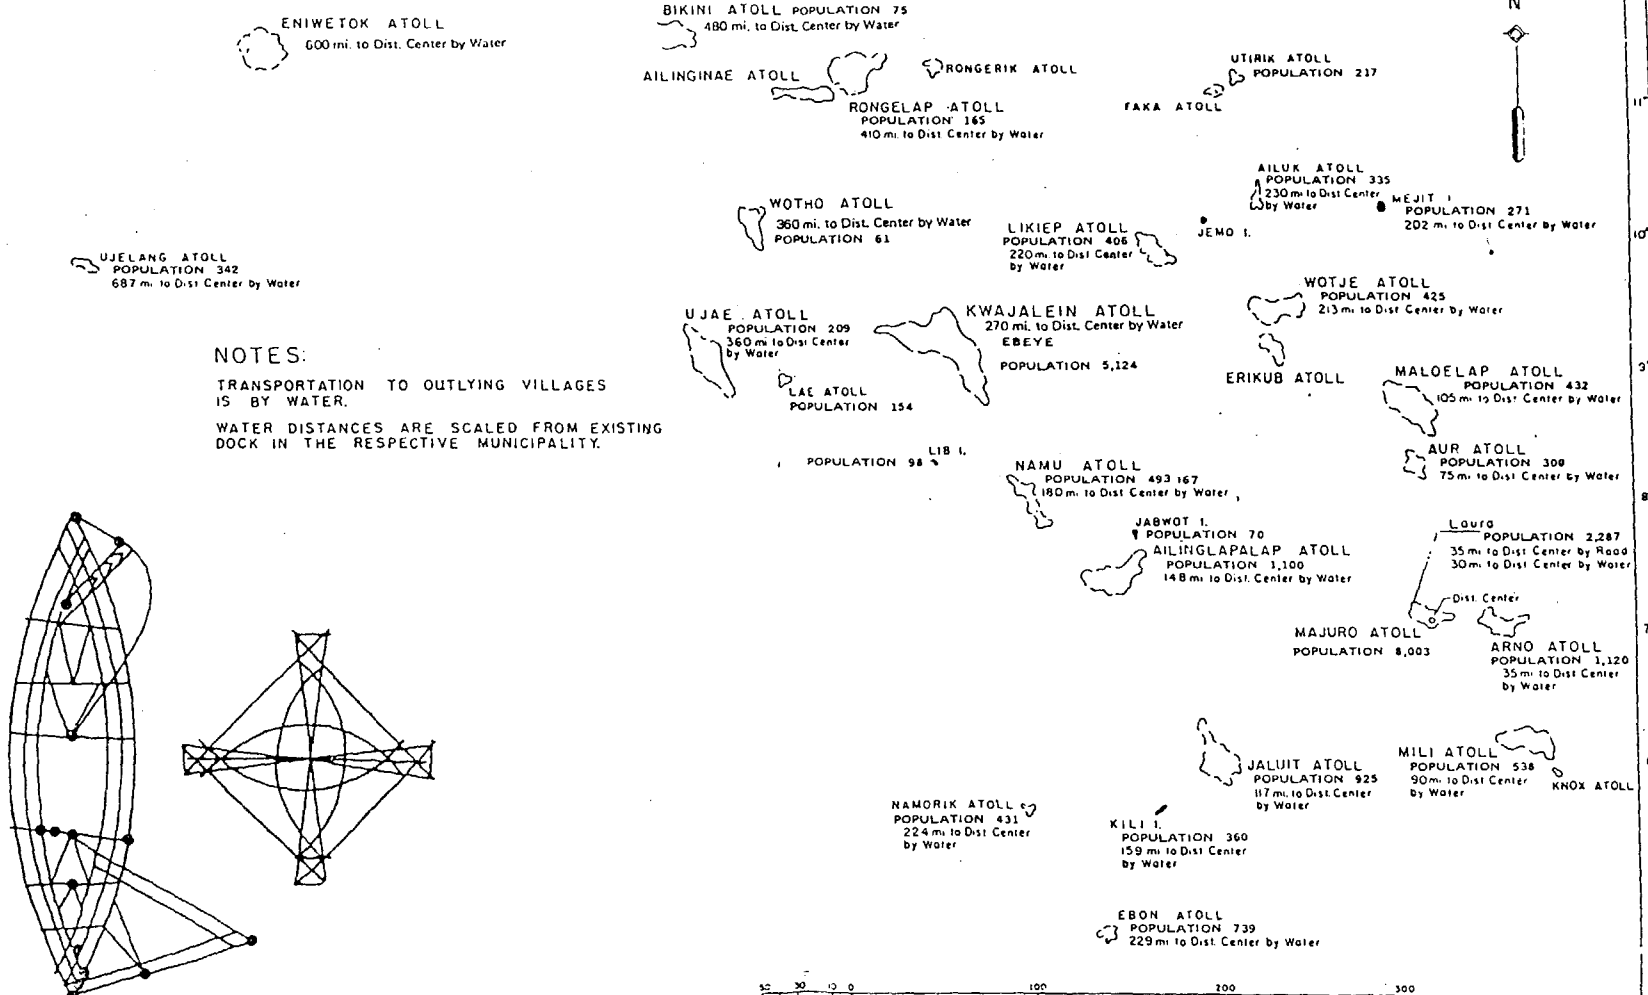 ENIWETOK ATOLL
600 mi. to Dist. Center by Water
BIKINI ATOLL POPULATION 75
480 mi. to Dist. Center by Water
N
AILINGINAE ATOLL
RONGERIK ATOLL
RONGELAP ATOLL
POPULATION 165
410 mi. to Dist Center by Water
UTIRIK ATOLL
POPULATION 217
FAKA ATOLL
11°
AILUK ATOLL
POPULATION 335
230 mi to Dist Center
by Water
MEJIT I
POPULATION 271
202 mi to Dist Center by Water
WOTHO ATOLL
360 mi. to Dist. Center by Water
POPULATION 61
LIKIEP ATOLL
POPULATION 406
220 mi. to Dist Center
by Water
JEMO I.
10°
UJELANG ATOLL
POPULATION 342
687 mi to Dist Center by Water
WOTJE ATOLL
POPULATION 425
213 mi to Dist Center by Water
UJAE ATOLL
POPULATION 209
360 mi to Dist Center
by Water
KWAJALEIN ATOLL
270 mi. to Dist. Center by Water
EBEYE
POPULATION 5,124
NOTES:
TRANSPORTATION TO OUTLYING VILLAGES
IS BY WATER.
WATER DISTANCES ARE SCALED FROM EXISTING
DOCK IN THE RESPECTIVE MUNICIPALITY.
LAE ATOLL
POPULATION 154
ERIKUB ATOLL
9°
MALOELAP ATOLL
POPULATION 432
105 mi to Dist Center by Water
LIB I.
POPULATION 98
AUR ATOLL
POPULATION 300
75 mi to Dist Center by Water
NAMU ATOLL
POPULATION 493 167
180 mi to Dist Center by Water
8
JABWOT I.
POPULATION 70
AILINGLAPALAP ATOLL
POPULATION 1,100
148 mi to Dist. Center by Water
Laura
POPULATION 2,287
35 mi to Dist Center by Road
30 mi to Dist. Center by Water
Dist. Center
MAJURO ATOLL
POPULATION 8,003
7
ARNO ATOLL
POPULATION 1,120
35 mi to Dist Center
by Water
JALUIT ATOLL
POPULATION 925
117 mi. to Dist. Center
by Water
MILI ATOLL
POPULATION 538
90 mi. to Dist Center
by Water
KNOX ATOLL
NAMORIK ATOLL
POPULATION 431
224 mi to Dist Center
by Water
KILI I.
POPULATION 360
159 mi to Dist Center
by Water
EBON ATOLL
POPULATION 739
229 mi to Dist. Center by Water
50 30 10 0 100 200 300